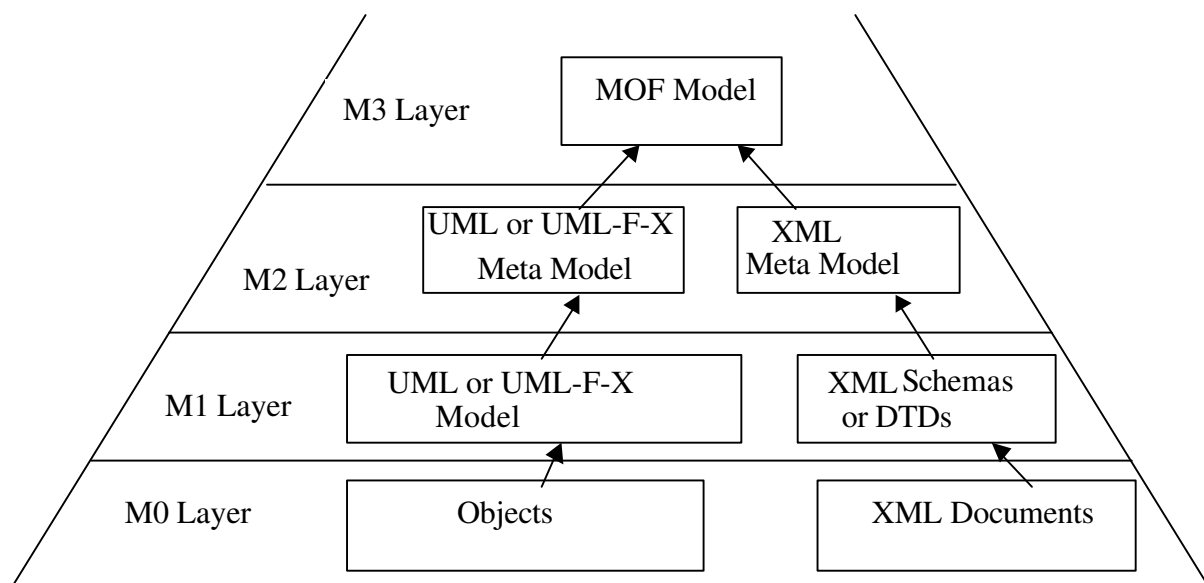 MOF Model
M3 Layer
UML or UML-F-X
Meta Model
XML
Meta Model
M2 Layer
UML or UML-F-X
Model
XML Schemas
or DTDs
M1 Layer
M0 Layer
Objects
XML Documents